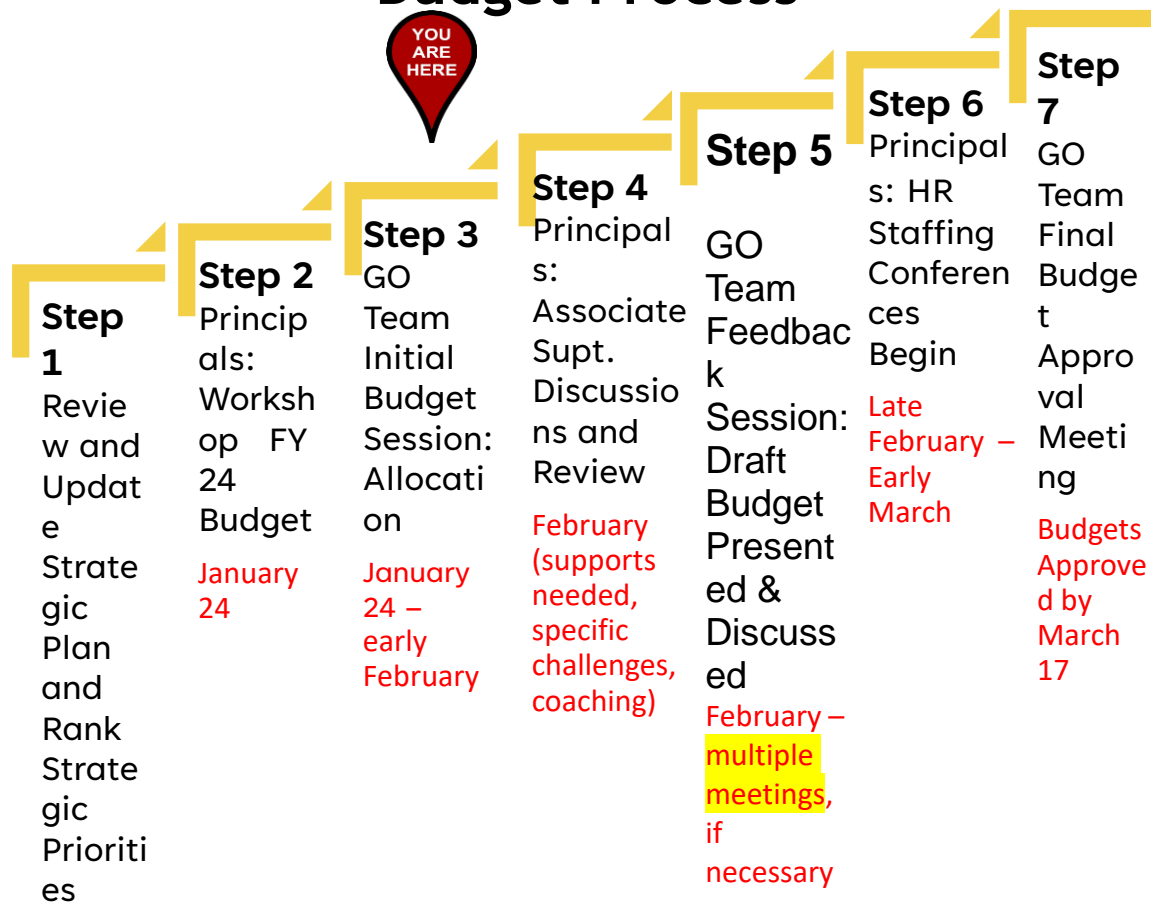 Budget Process
YOU
ARE
HERE
Step
1
Revie
w and
Updat
e
Strate
gic
Plan
and
Rank
Strate
gic
Prioriti
es
Step 2
Princip
als:
Worksh
op FY
24
Budget
January
24
Step 3
GO
Team
Initial
Budget
Session:
Allocati
on
January
24 –
early
February
Step 4
Principal
s:
Associate
Supt.
Discussio
ns and
Review
February
(supports
needed,
specific
challenges,
coaching)
Step 5
GO
Team
Feedbac
k
Session:
Draft
Budget
Present
ed &
Discuss
ed
February –
multiple
meetings,
if
necessary
Step 6
Principal
s: HR
Staffing
Conferen
ces
Begin
Late
February –
Early
March
Step
7
GO
Team
Final
Budge
t
Appro
val
Meeti
ng
Budgets
Approve
d by
March
17